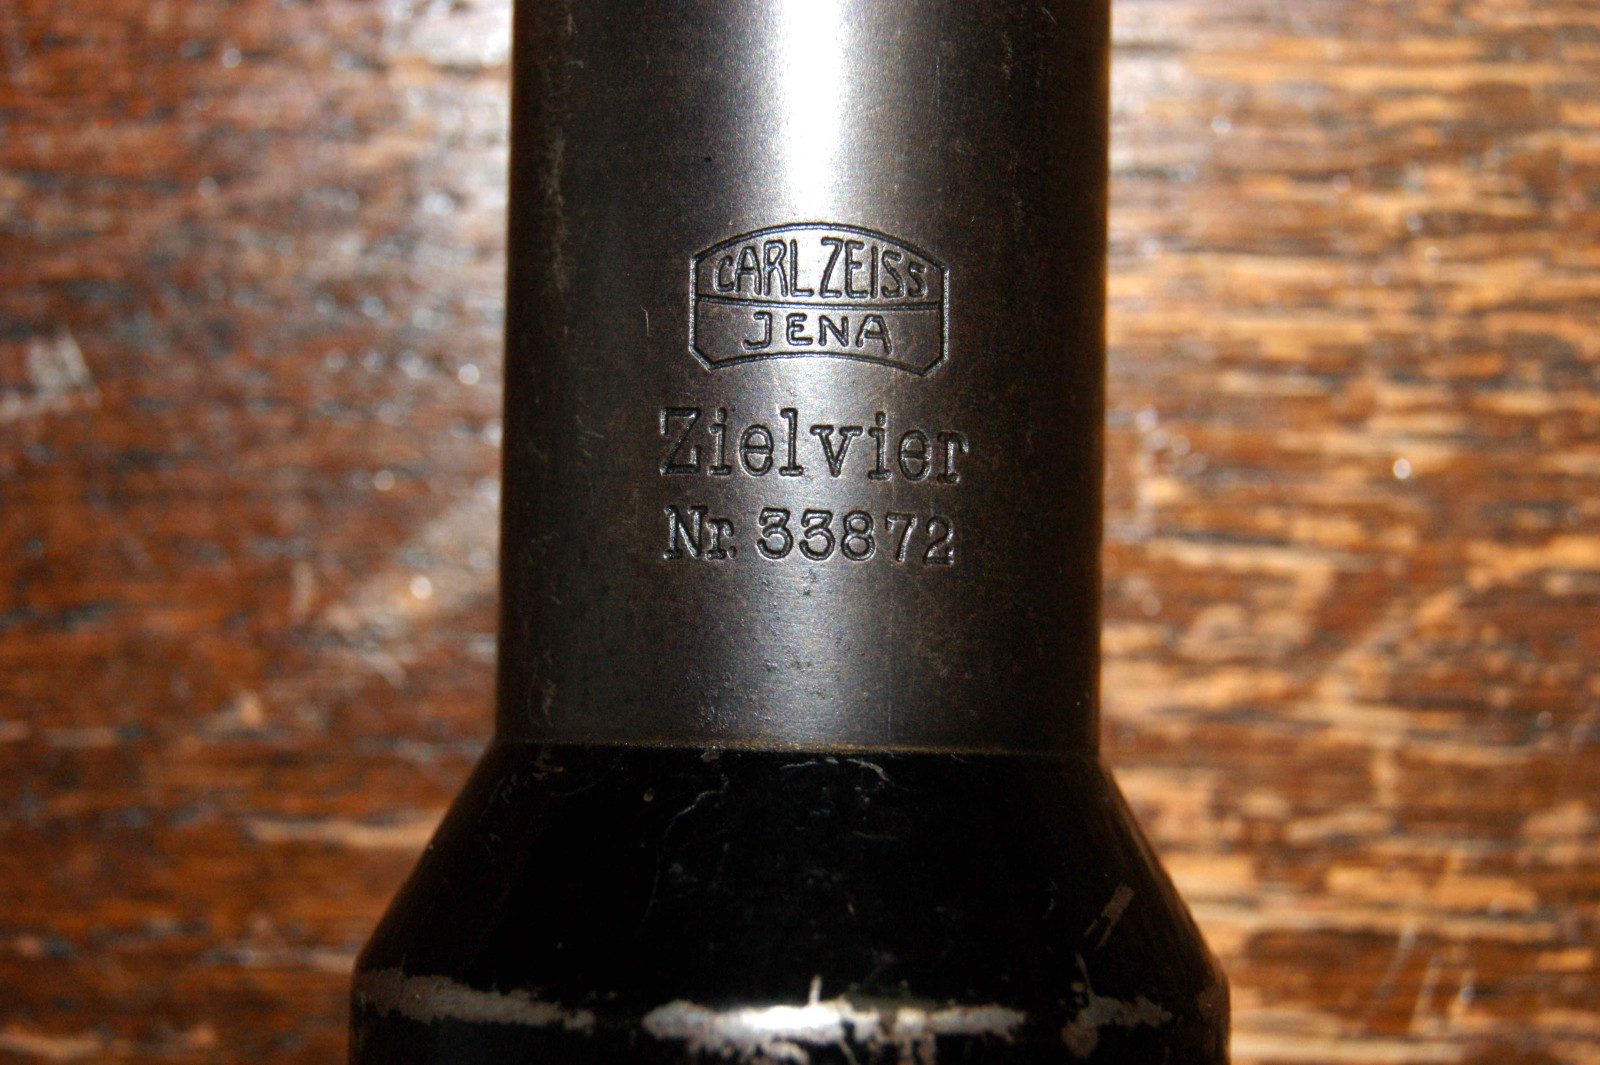 CARL ZEISS
JENA
Zielvier
Nr. 33872